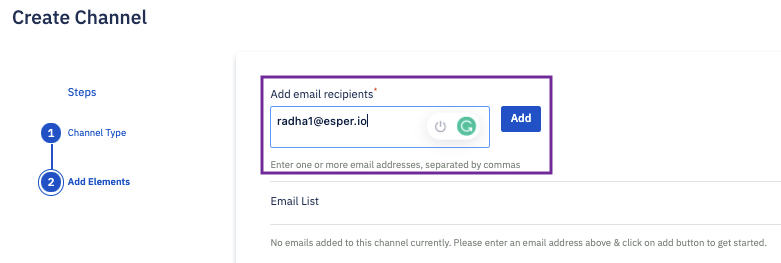 Create Channel
Steps
1 Channel Type
2 Add Elements
Add email recipients*
radha1@esper.io
Add
Enter one or more email addresses, separated by commas
Email List
No emails added to this channel currently. Please enter an email address above & click on add button to get started.